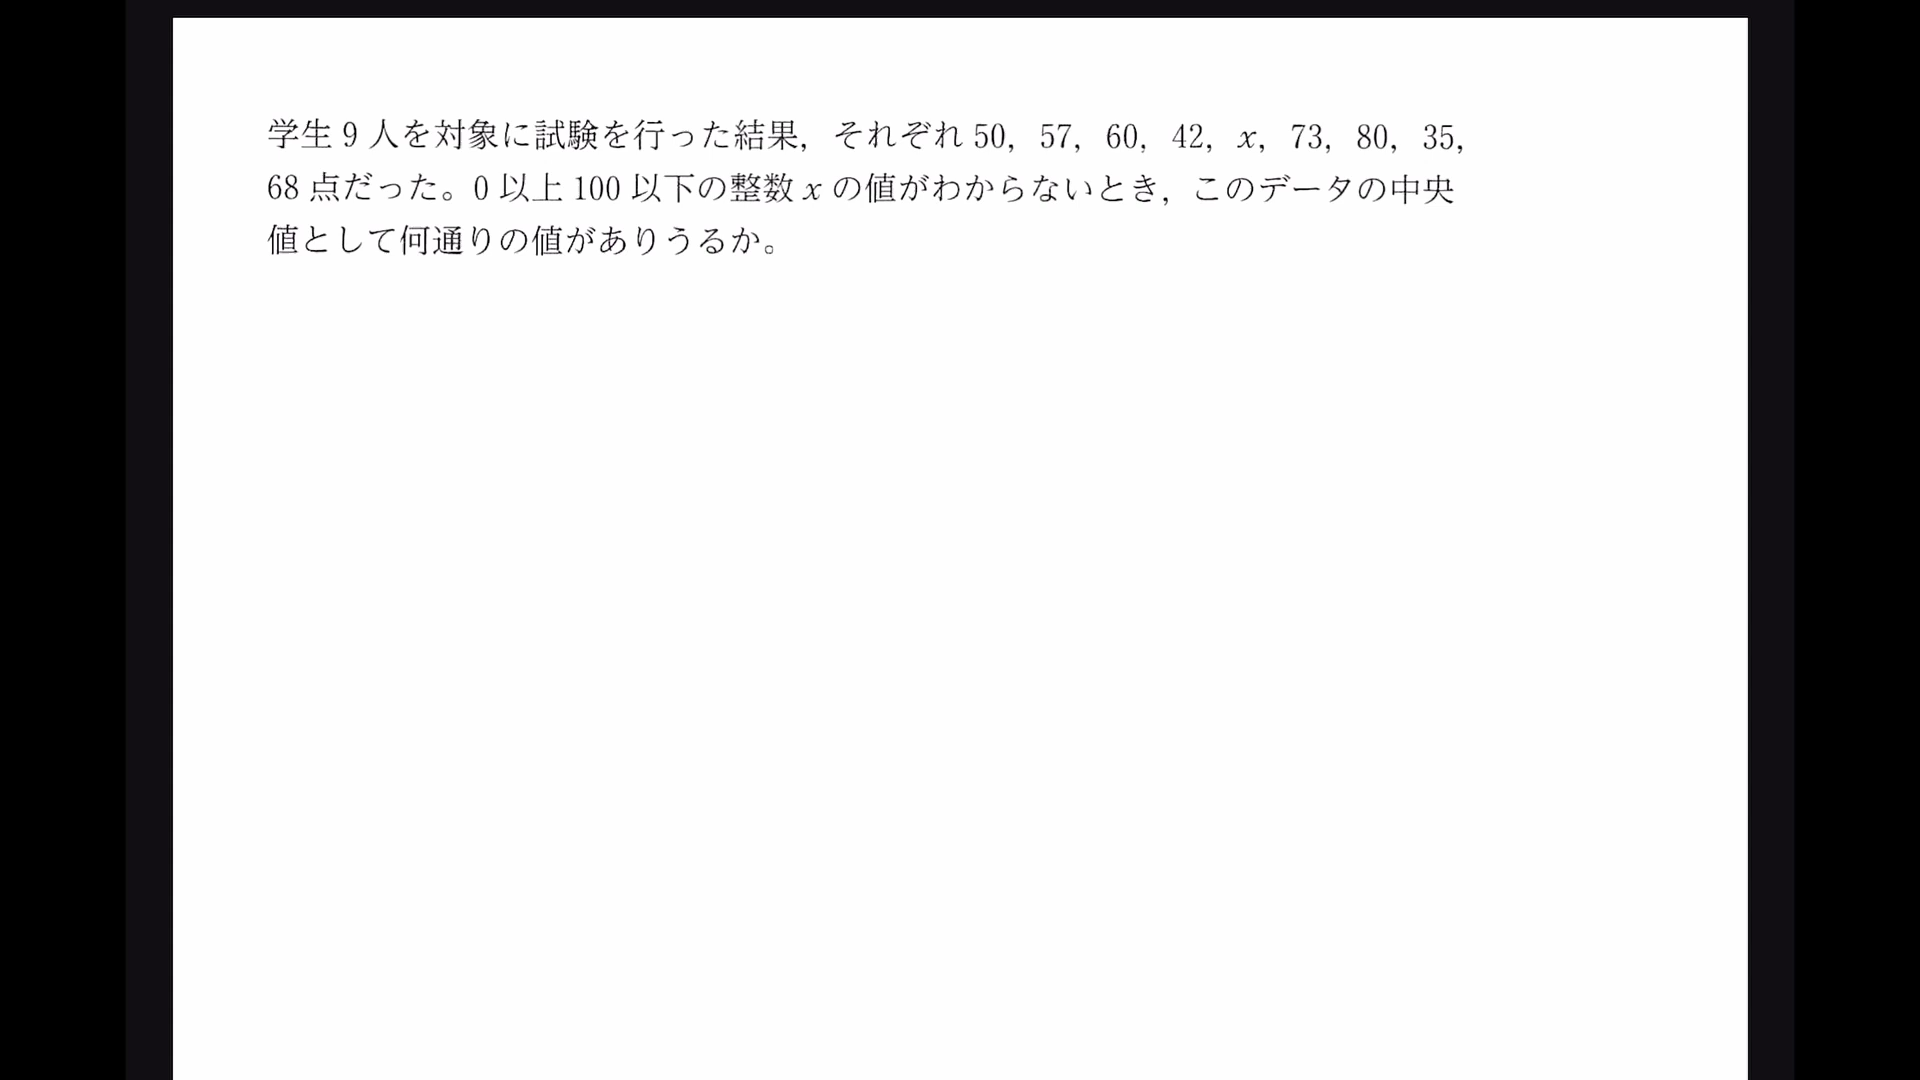 学生 9 人を対象に試験を行った結果，それぞれ 50，57，60，42，x，73，80，35，
68 点だった。0 以上 100 以下の整数 x の値がわからないとき，このデータの中央
値として何通りの値がありうるか。